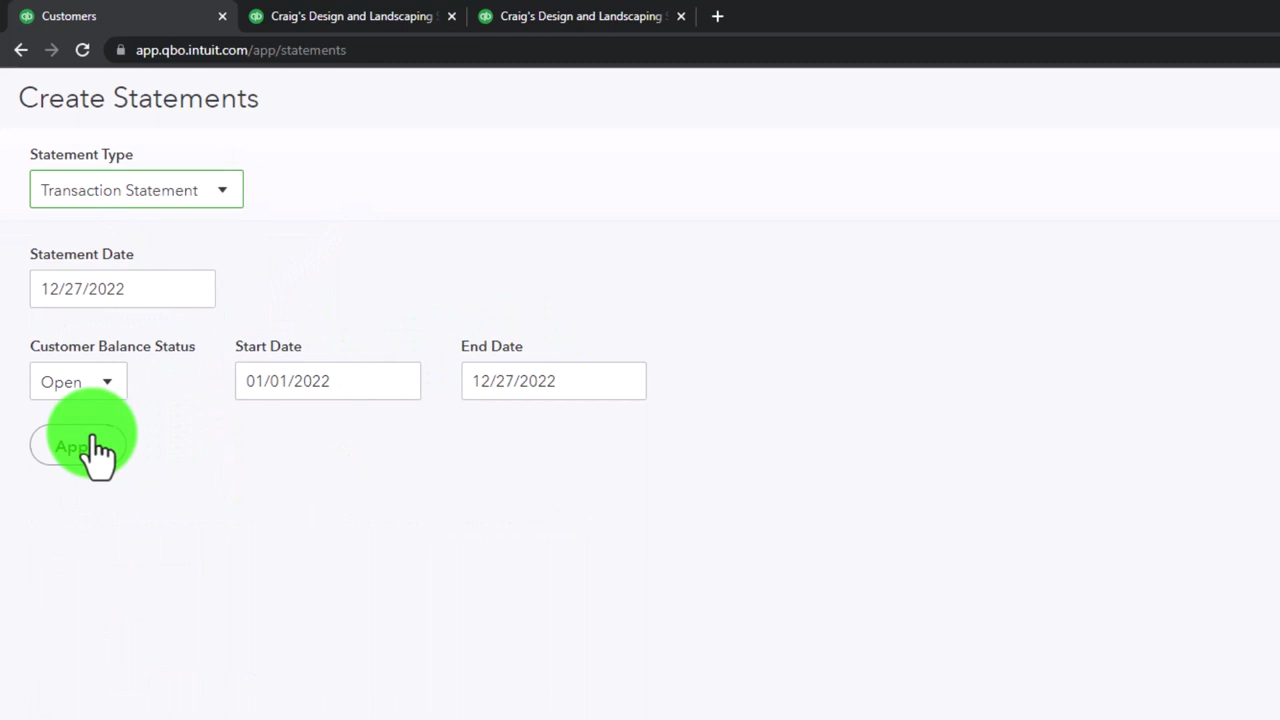 Customers
Craig's Design and Landscaping
Craig's Design and Landscaping
app.qbo.intuit.com/app/statements
Create Statements
Statement Type
Transaction Statement
Statement Date
12/27/2022
Customer Balance Status
Start Date
End Date
Open
01/01/2022
12/27/2022